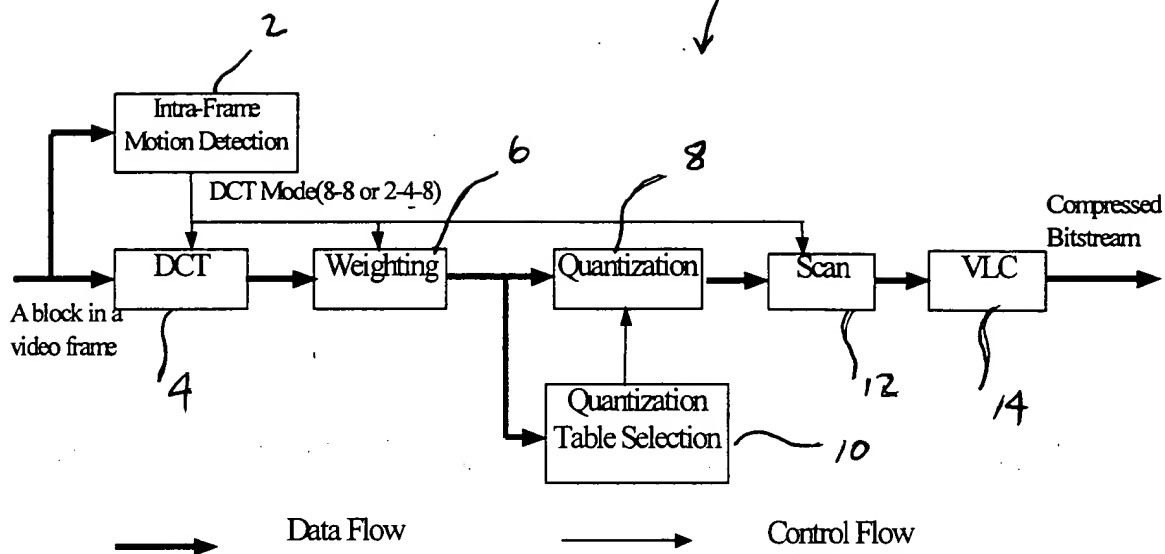 2
Intra-Frame
Motion Detection
6
8
DCT Mode(8-8 or 2-4-8)
Compressed
Bitstream
DCT
Weighting
Quantization
Scan
VLC
A block in a
video frame
4
12
14
Quantization
Table Selection
10
Data Flow
Control Flow